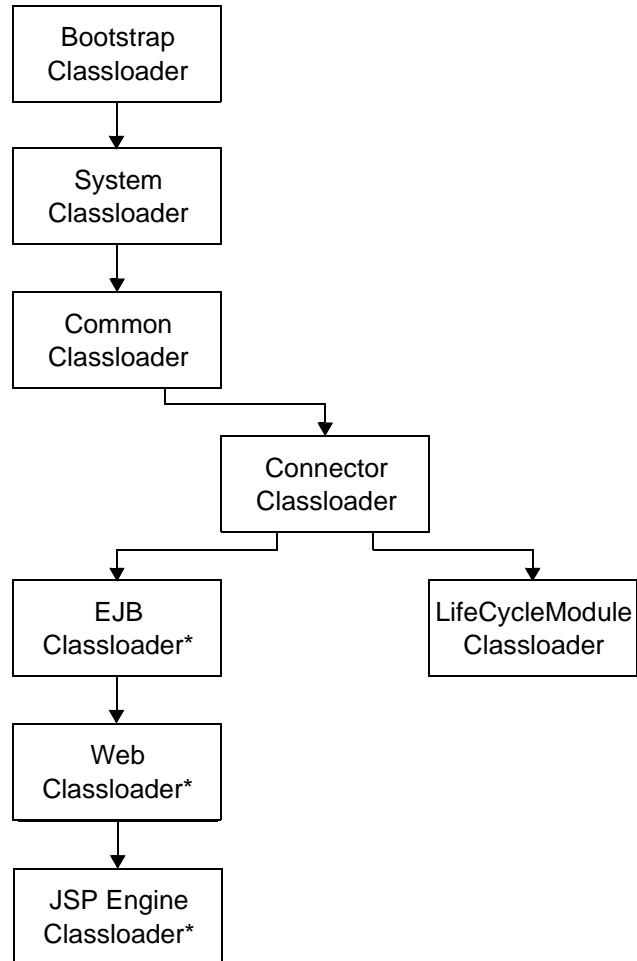 Bootstrap
Classloader
System
Classloader
Common
Classloader
Connector
Classloader
EJB
Classloader*
LifeCycleModule
Classloader
Web
Classloader*
JSP Engine
Classloader*